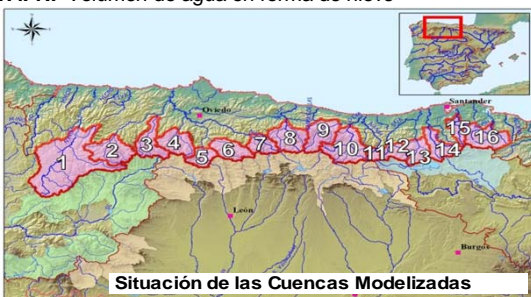 Volumen de agua en forma de nieve
Oviedo
Santander
1
2
3
4
5
6
7
8
9
10
11
12
13
14
15
16
León
Burgos
Situación de las Cuencas Modelizadas